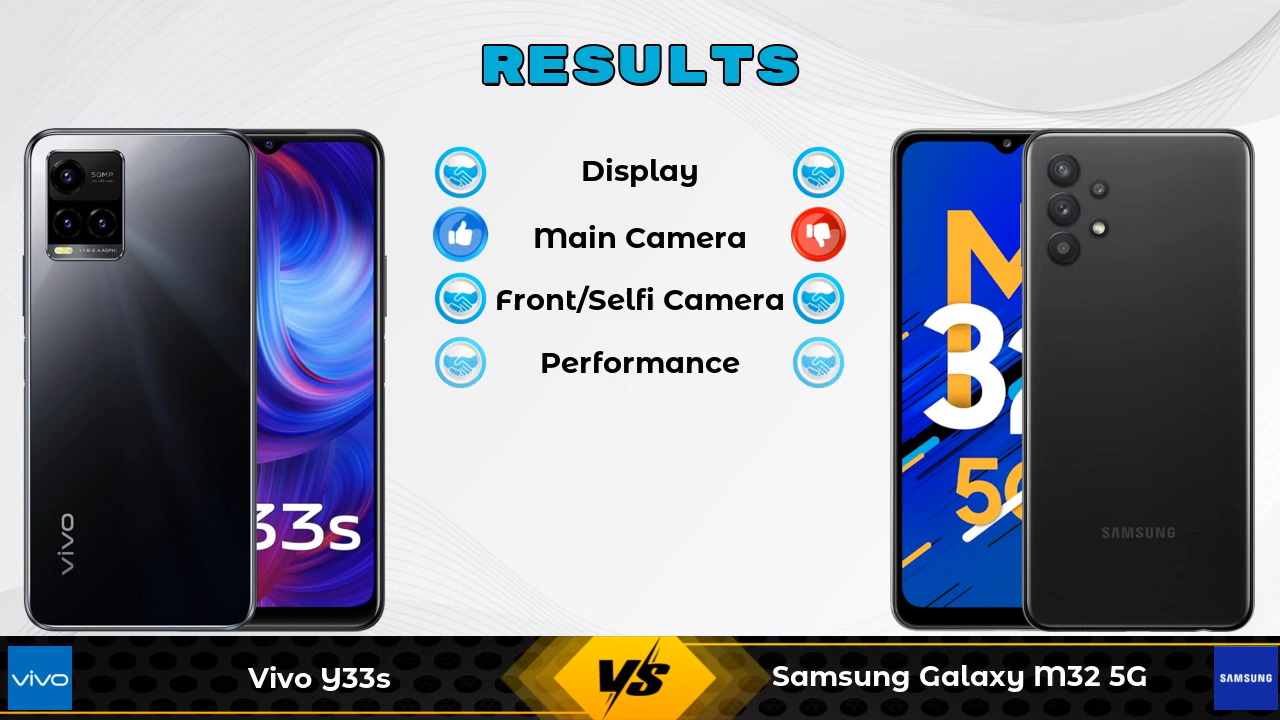 RESULTS
50MP
Display
Main Camera
Front/Selfi Camera
Performance
vivo
33s
M
32
5G
SAMSUNG
vivo
Vivo Y33s
VS
Samsung Galaxy M32 5G
SAMSUNG